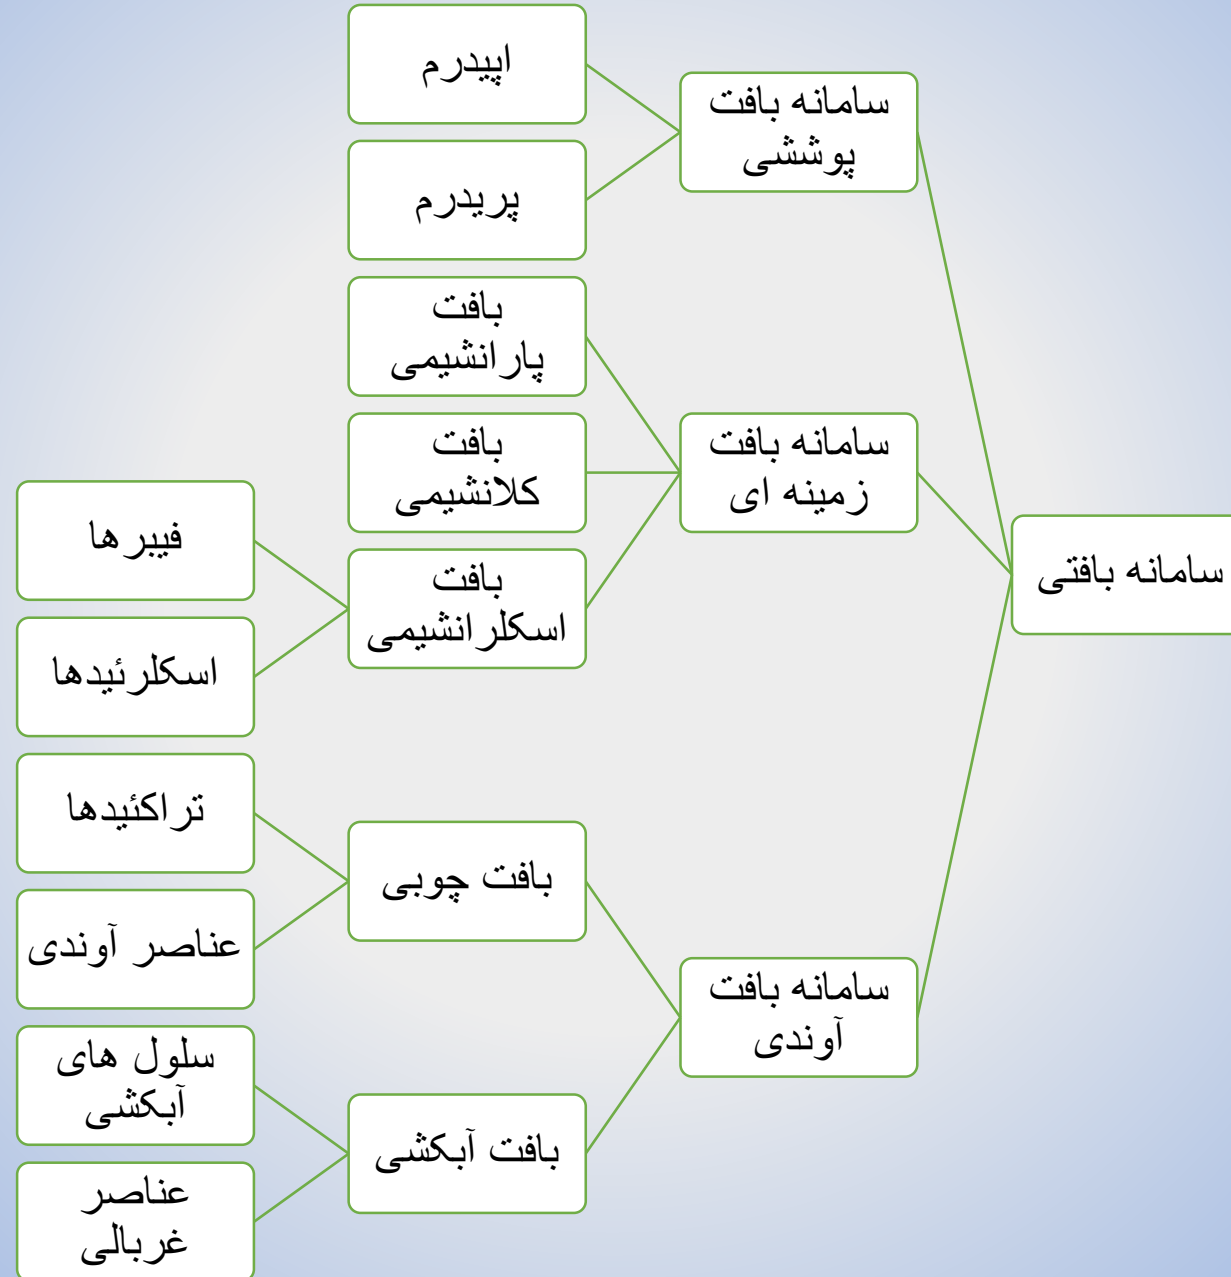 سامانه بافتی
سامانه بافت
پوششی
اپیدرم
پریدرم
سامانه بافت
زمینه ای
بافت
پارانشیمی
بافت
کلانشیمی
بافت
اسکلرانشیمی
فیبرها
اسکلرئیدها
سامانه بافت
آوندی
بافت چوبی
تراکئیدها
عناصر آوندی
بافت آبکشی
سلول های
آبکشی
عناصر
غربالی